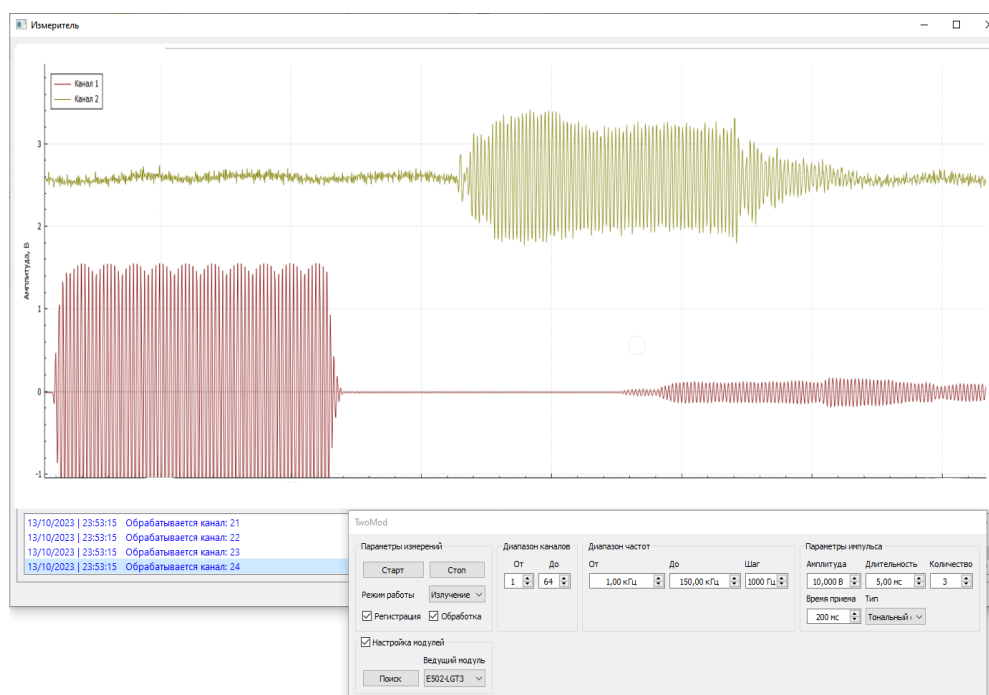 Измеритель
Канал 1
Канал 2
3
2
1
0
-1
Амплитуда, В
13/10/2023 | 23:53:15 Обрабатывается канал: 21
13/10/2023 | 23:53:15 Обрабатывается канал: 22
13/10/2023 | 23:53:15 Обрабатывается канал: 23
13/10/2023 | 23:53:15 Обрабатывается канал: 24
TwoMod
Параметры измерений
Старт Стоп
Режим работы Излучение
Регистрация Обработка
Диапазон каналов
От До
1 64
Диапазон частот
От До Шаг
1,00 кГц 150,00 кГц 1000 Гц
Параметры импульса
Амплитуда Длительность Количество
10,000 В 5,00 мс 3
Время приема Тип
200 мс Тональный
Настройка модулей
Ведущий модуль
Поиск E502-LGT3